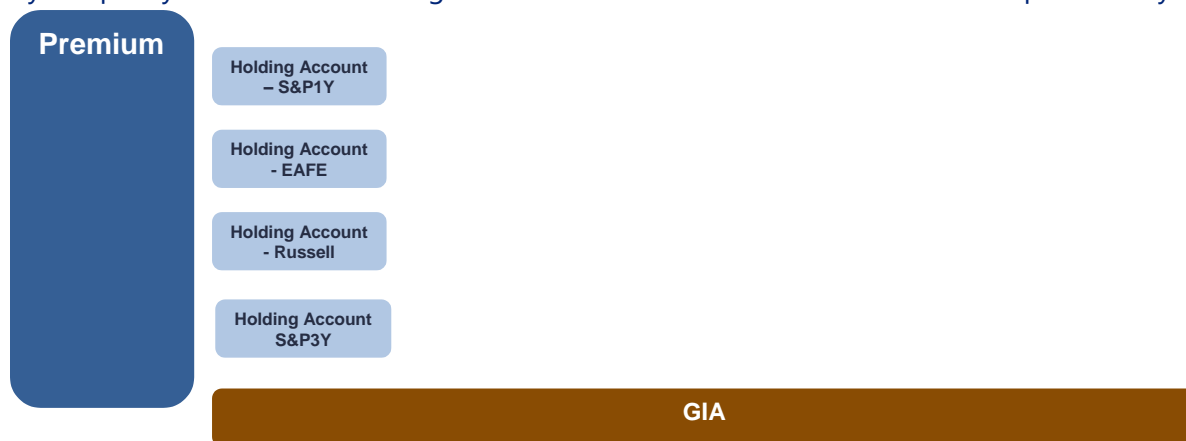 Premium
Holding Account
– S&P1Y
Holding Account
- EAFE
Holding Account
- Russell
Holding Account
S&P3Y
GIA